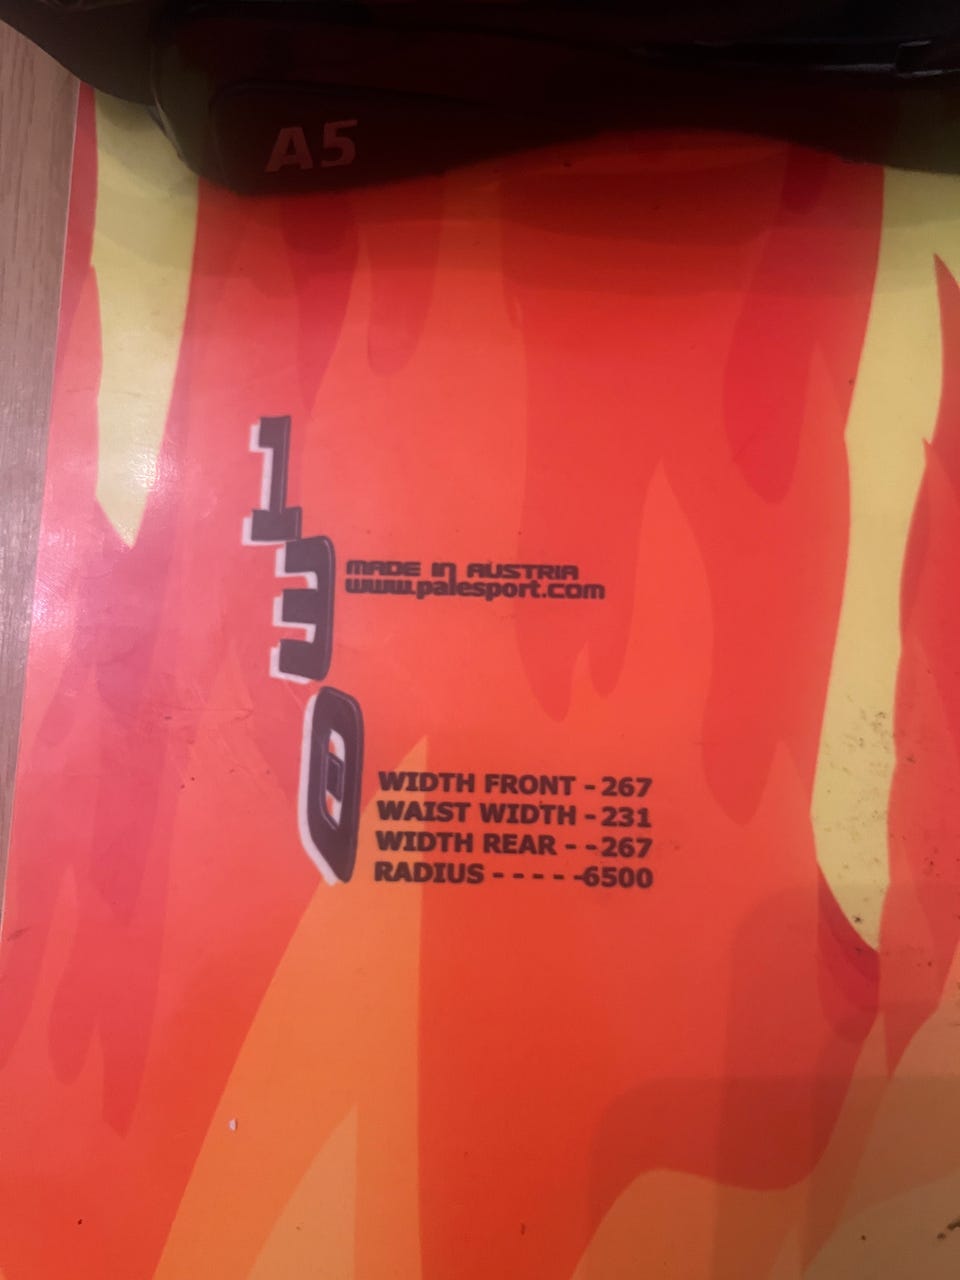 A5
130
MADE IN AUSTRIA
www.palesport.com
WIDTH FRONT - 267
WAIST WIDTH - 231
WIDTH REAR - - 267
RADIUS - - - - -6500